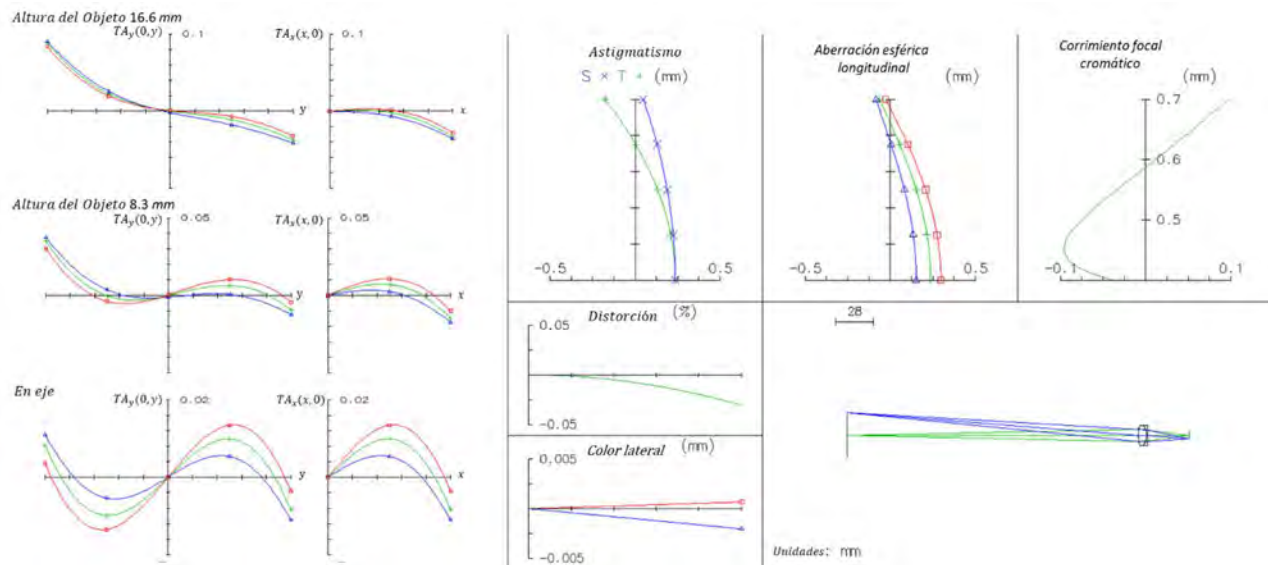 Altura del Objeto 16.6 mm
TAy(0,y) 0.1 TAx(x,0) 0.1
y x
Altura del Objeto 8.3 mm
TAy(0,y) 0.05 TAx(x,0) 0.05
y x
En eje
TAy(0,y) 0.02 TAx(x,0) 0.02
y x
Astigmatismo
S × T + (mm)
-0.5 0.5
Aberración esférica
longitudinal (mm)
-0.5 0.5
Corrimiento focal
cromático (mm)
0.7
0.6
0.5
-0.1 0.1
Distorción (%)
0.05
-0.05
Color lateral (mm)
0.005
-0.005
28
Unidades: mm